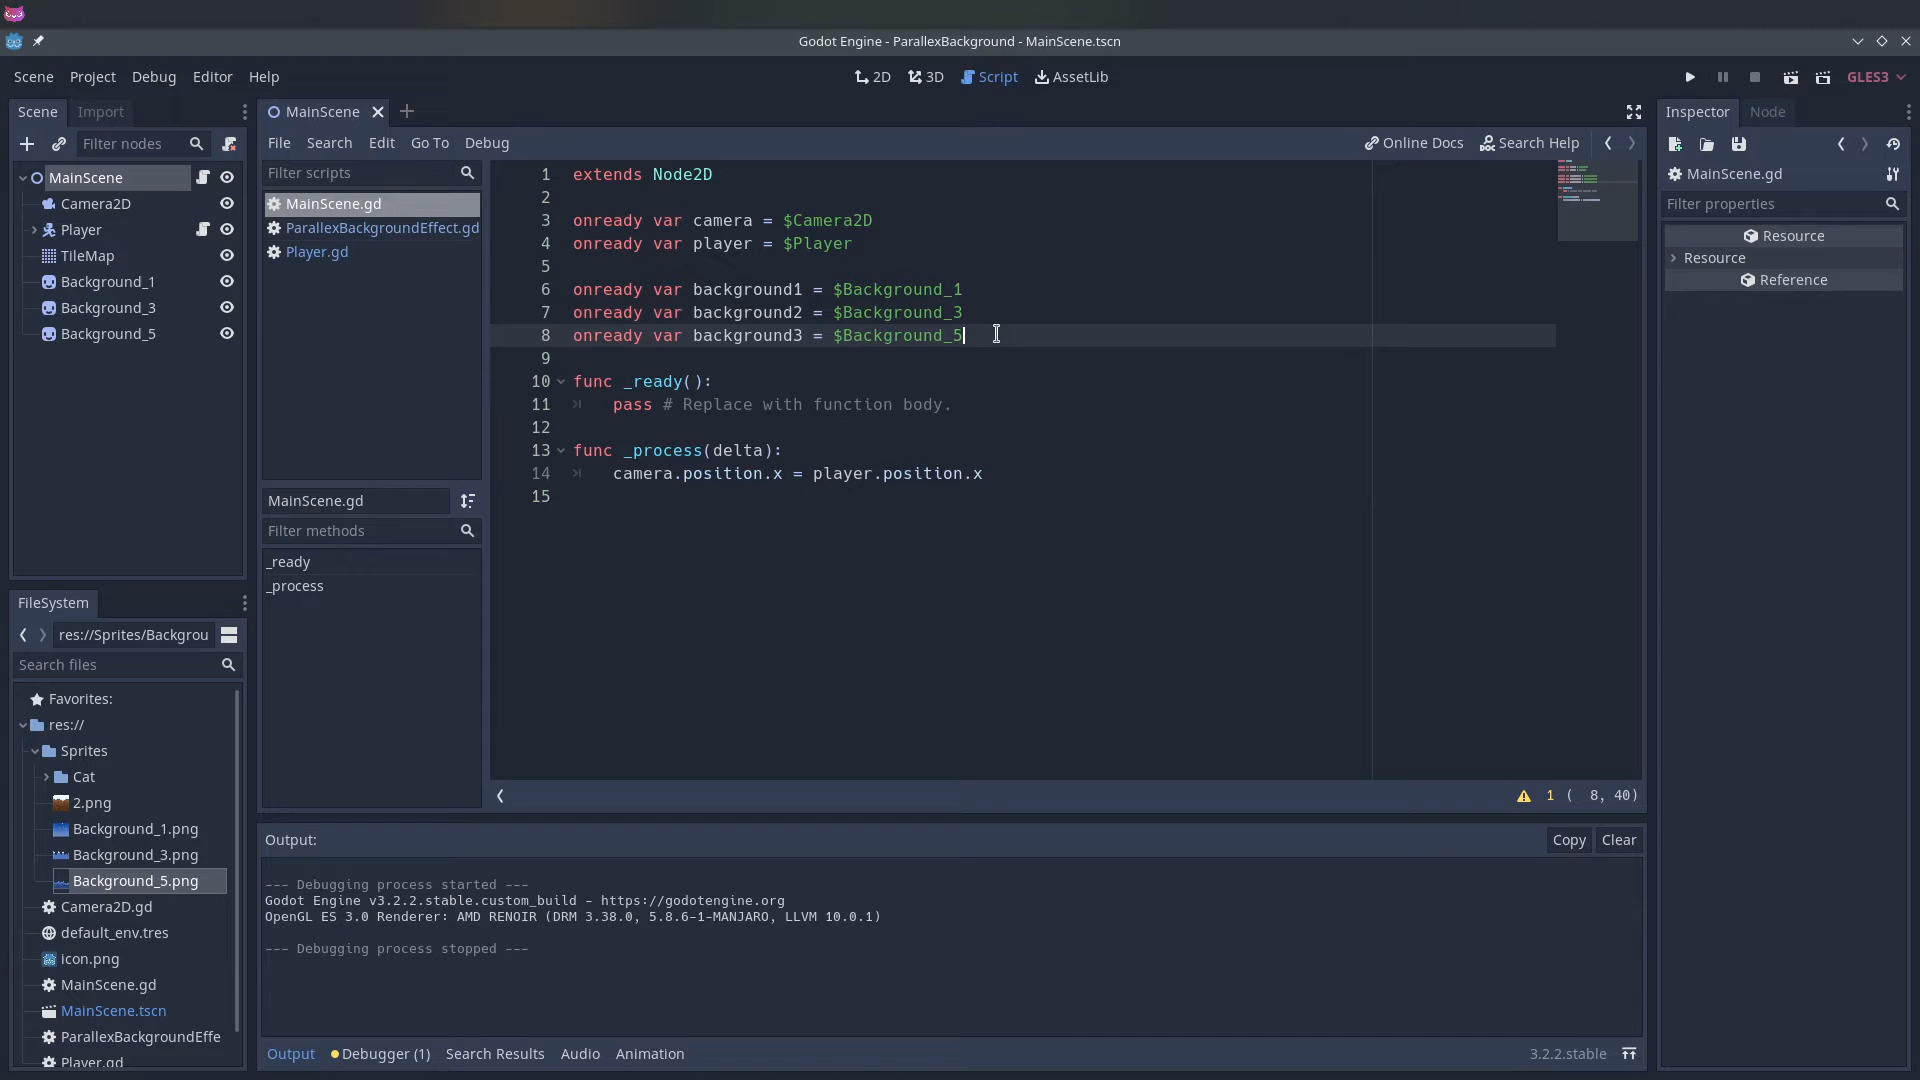 Godot Engine - ParallexBackground - MainScene.tscn
Scene Project Debug Editor Help
2D 3D Script AssetLib
GLES3
Scene Import
Filter nodes
MainScene
Camera2D
Player
TileMap
Background_1
Background_3
Background_5
FileSystem
res://Sprites/Backgrou
Search files
Favorites:
res://
Sprites
Cat
2.png
Background_1.png
Background_3.png
Background_5.png
Camera2D.gd
default_env.tres
icon.png
MainScene.gd
MainScene.tscn
ParallexBackgroundEffe
Player.gd
MainScene
File Search Edit Go To Debug
Online Docs Search Help
Filter scripts
MainScene.gd
ParallexBackgroundEffect.gd
Player.gd
MainScene.gd
Filter methods
_ready
_process
1 extends Node2D
2
3 onready var camera = $Camera2D
4 onready var player = $Player
5
6 onready var background1 = $Background_1
7 onready var background2 = $Background_3
8 onready var background3 = $Background_5
9
10 func _ready():
11 pass # Replace with function body.
12
13 func _process(delta):
14 camera.position.x = player.position.x
15
1 ( 8, 40)
Output:
Copy Clear
--- Debugging process started ---
Godot Engine v3.2.2.stable.custom_build - https://godotengine.org
OpenGL ES 3.0 Renderer: AMD RENOIR (DRM 3.38.0, 5.8.6-1-MANJARO, LLVM 10.0.1)
--- Debugging process stopped ---
Output Debugger (1) Search Results Audio Animation
3.2.2.stable
Inspector Node
MainScene.gd
Filter properties
Resource
Resource
Reference